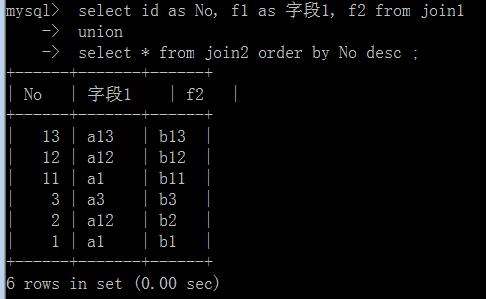 mysql>  select id as No, f1 as 字段1, f2 from join1
    ->  union
    ->  select * from join2 order by No desc ;
+------+-------+------+
| No   | 字段1   | f2   |
+------+-------+------+
|   13 | a13   | b13  |
|   12 | a12   | b12  |
|   11 | a1    | b11  |
|    3 | a3    | b3   |
|    2 | a12   | b2   |
|    1 | a1    | b1   |
+------+-------+------+
6 rows in set (0.00 sec)